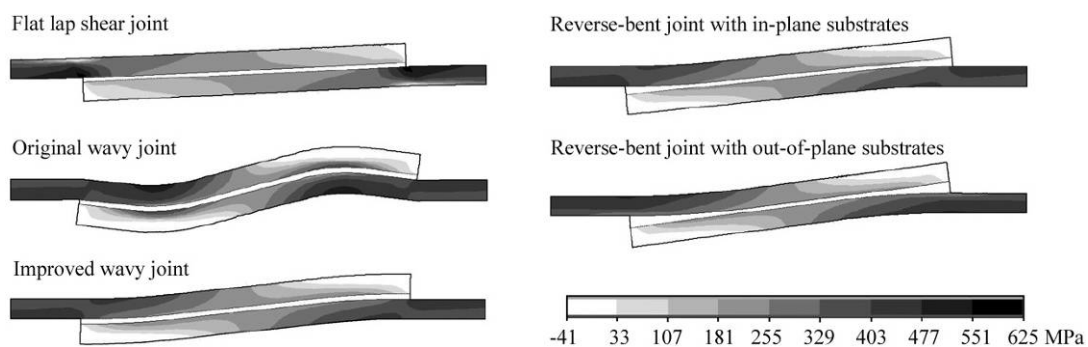 Flat lap shear joint
Original wavy joint
Improved wavy joint
Reverse-bent joint with in-plane substrates
Reverse-bent joint with out-of-plane substrates
-41 33 107 181 255 329 403 477 551 625 MPa